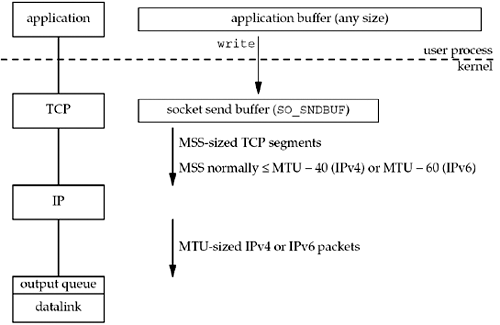 application
application buffer (any size)
write
user process
kernel
TCP
socket send buffer (SO_SNDBUF)
MSS-sized TCP segments
MSS normally ≤ MTU – 40 (IPv4) or MTU – 60 (IPv6)
IP
MTU-sized IPv4 or IPv6 packets
output queue
datalink